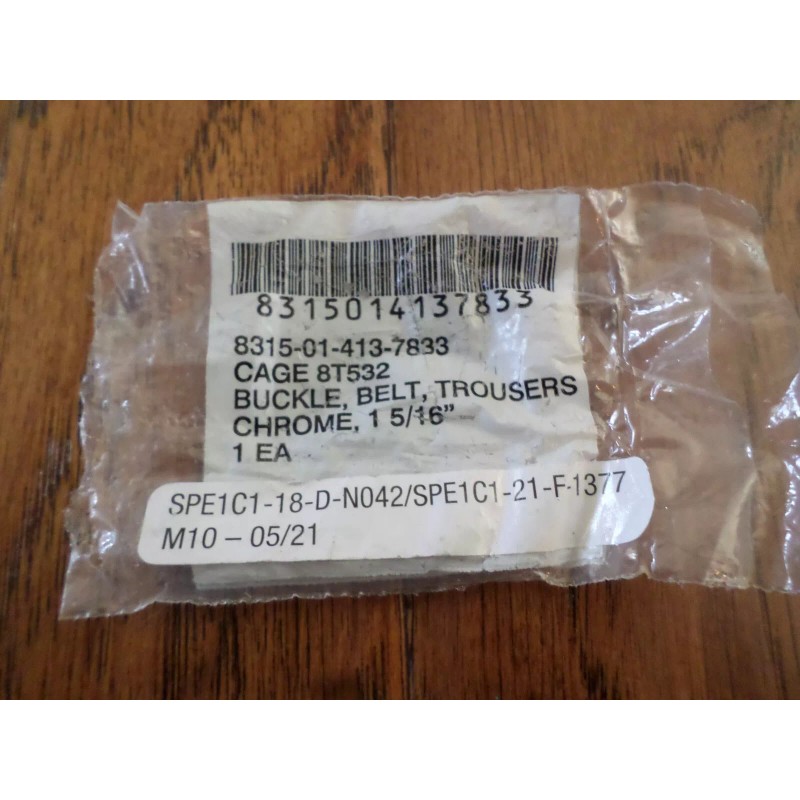 8315014137833
8315-01-413-7833
CAGE 8T532
BUCKLE, BELT, TROUSERS
CHROME, 1 5/16”
1 EA
SPE1C1-18-D-N042/SPE1C1-21-F-1377
M10 – 05/21